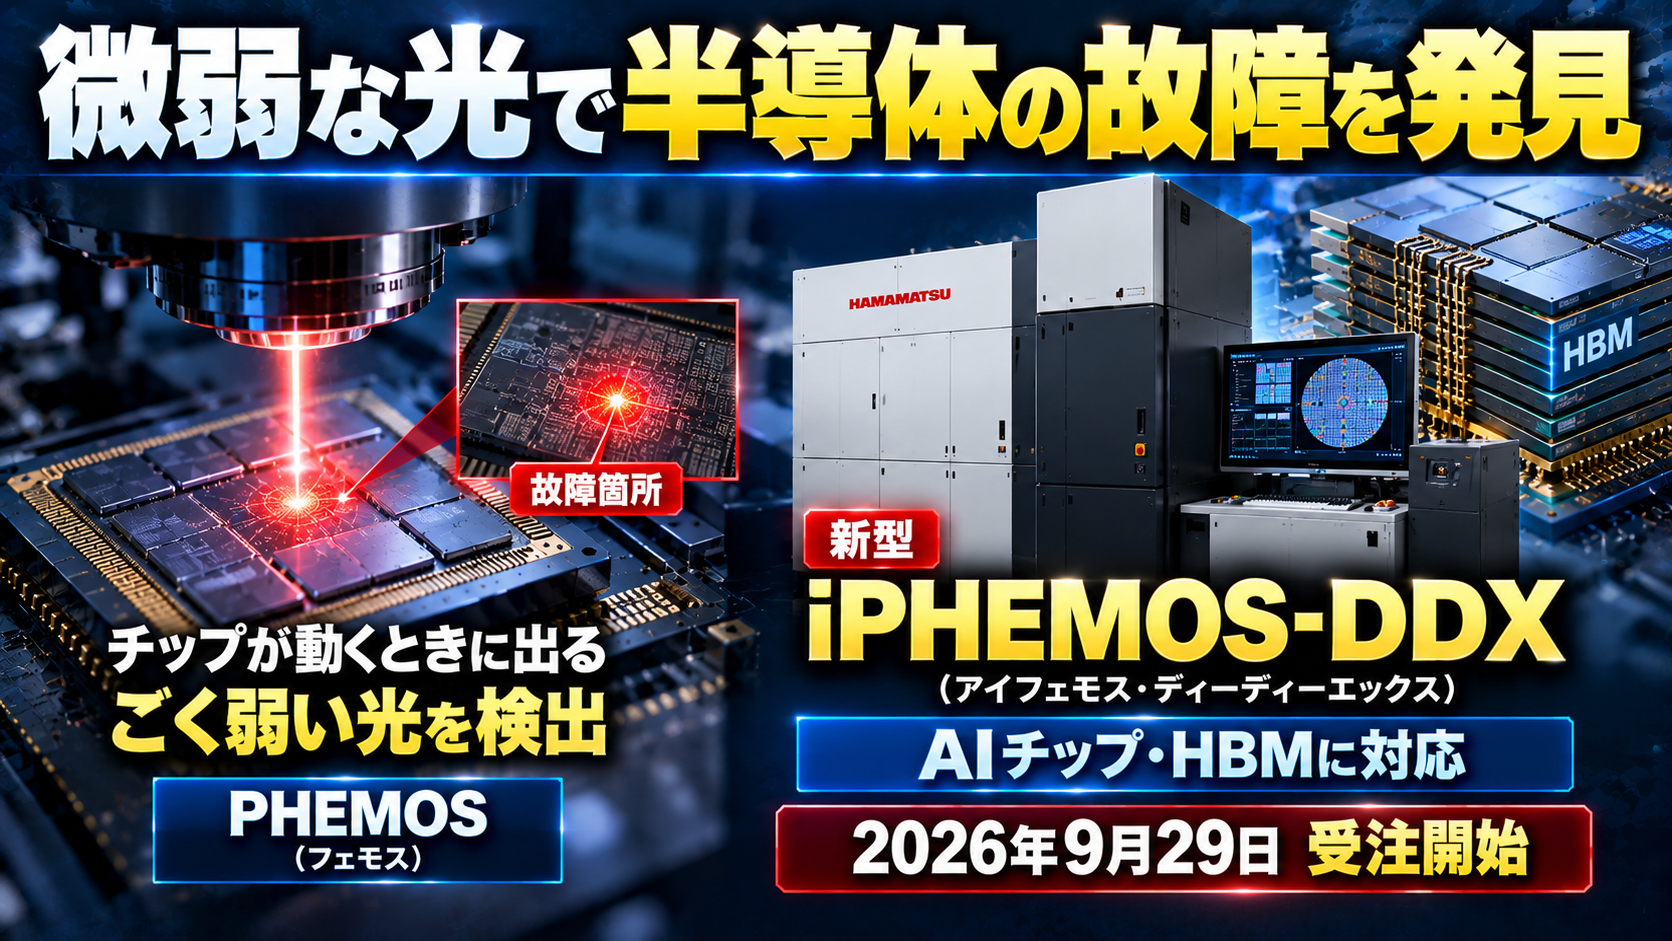 微弱な光で半導体の故障を発見
HAMAMATSU
HBM
故障箇所
新型
iPHEMOS-DDX
(アイフェモス・ディーディーエックス)
チップが動くときに出る
ごく弱い光を検出
PHEMOS
(フェモス)
AIチップ・HBMに対応
2026年9月29日 受注開始